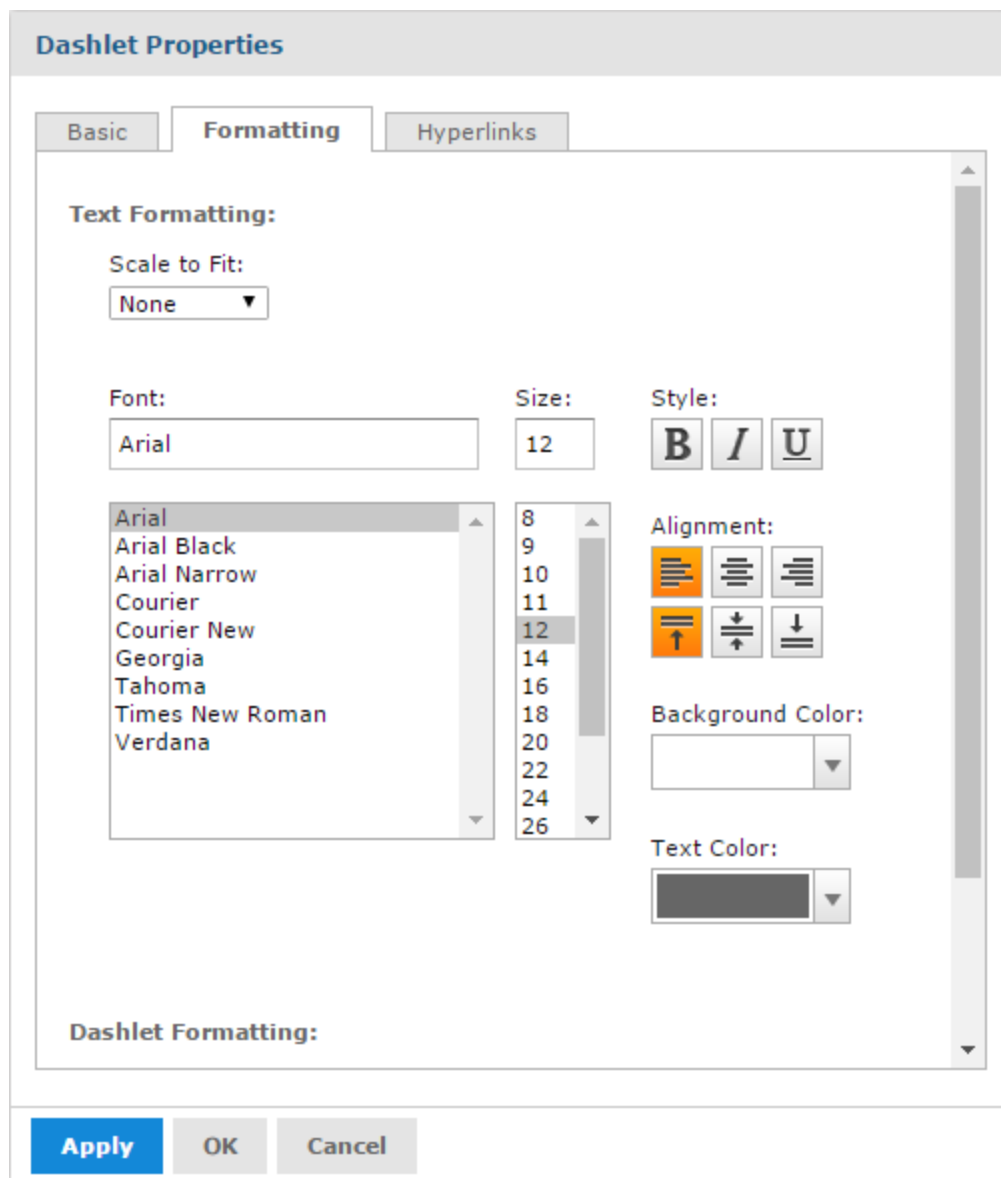 Dashlet Properties
Basic Formatting Hyperlinks
Text Formatting:
Scale to Fit:
None
Font: Size: Style:
Arial 12 B I U
Arial
Arial Black
Arial Narrow
Courier
Courier New
Georgia
Tahoma
Times New Roman
Verdana
8
9
10
11
12
14
16
18
20
22
24
26
Alignment:
Background Color:
Text Color:
Dashlet Formatting:
Apply OK Cancel